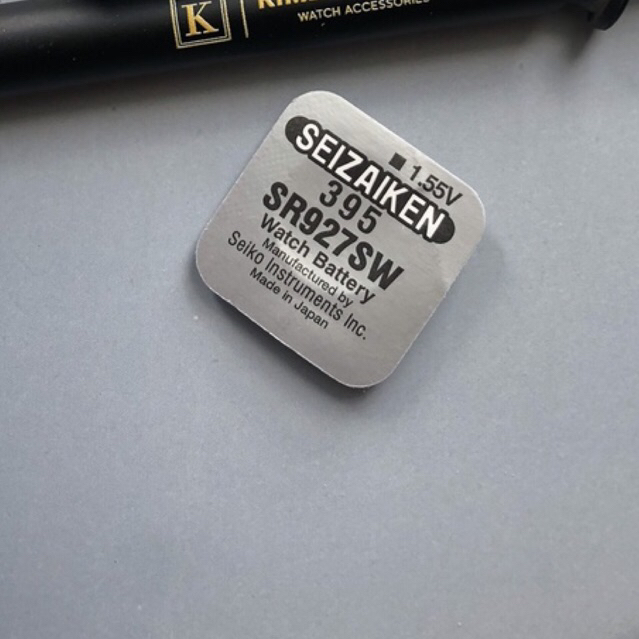 K
WATCH ACCESSORIES
■ 1.55V
SEIZAIKEN
395
SR927SW
Watch Battery
Manufactured by
Seiko Instruments Inc.
Made in Japan